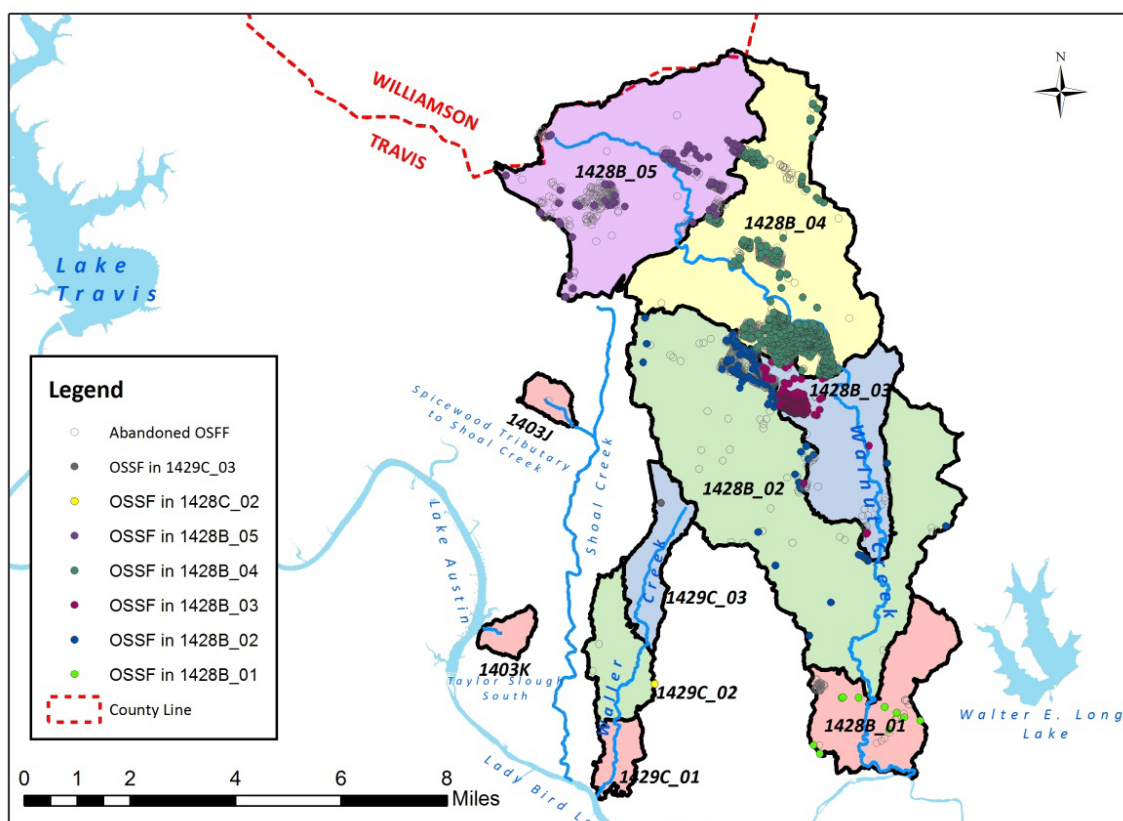 N
WILLIAMSON
TRAVIS
1428B_05
1428B_04
Lake
Travis
1428B_03
Legend
Abandoned OSFF
OSSF in 1429C_03
OSSF in 1428C_02
OSSF in 1428B_05
OSSF in 1428B_04
OSSF in 1428B_03
OSSF in 1428B_02
OSSF in 1428B_01
County Line
1403J
Spicewood Tributary
to Shoal Creek
Shoal Creek
1428B_02
Walnut Creek
Lake Austin
1429C_03
Waller Creek
1403K
Taylor Slough
South
1429C_02
1428B_01
Walter E. Long
Lake
1429C_01
Lady Bird L
0 2 4 6 8
Miles